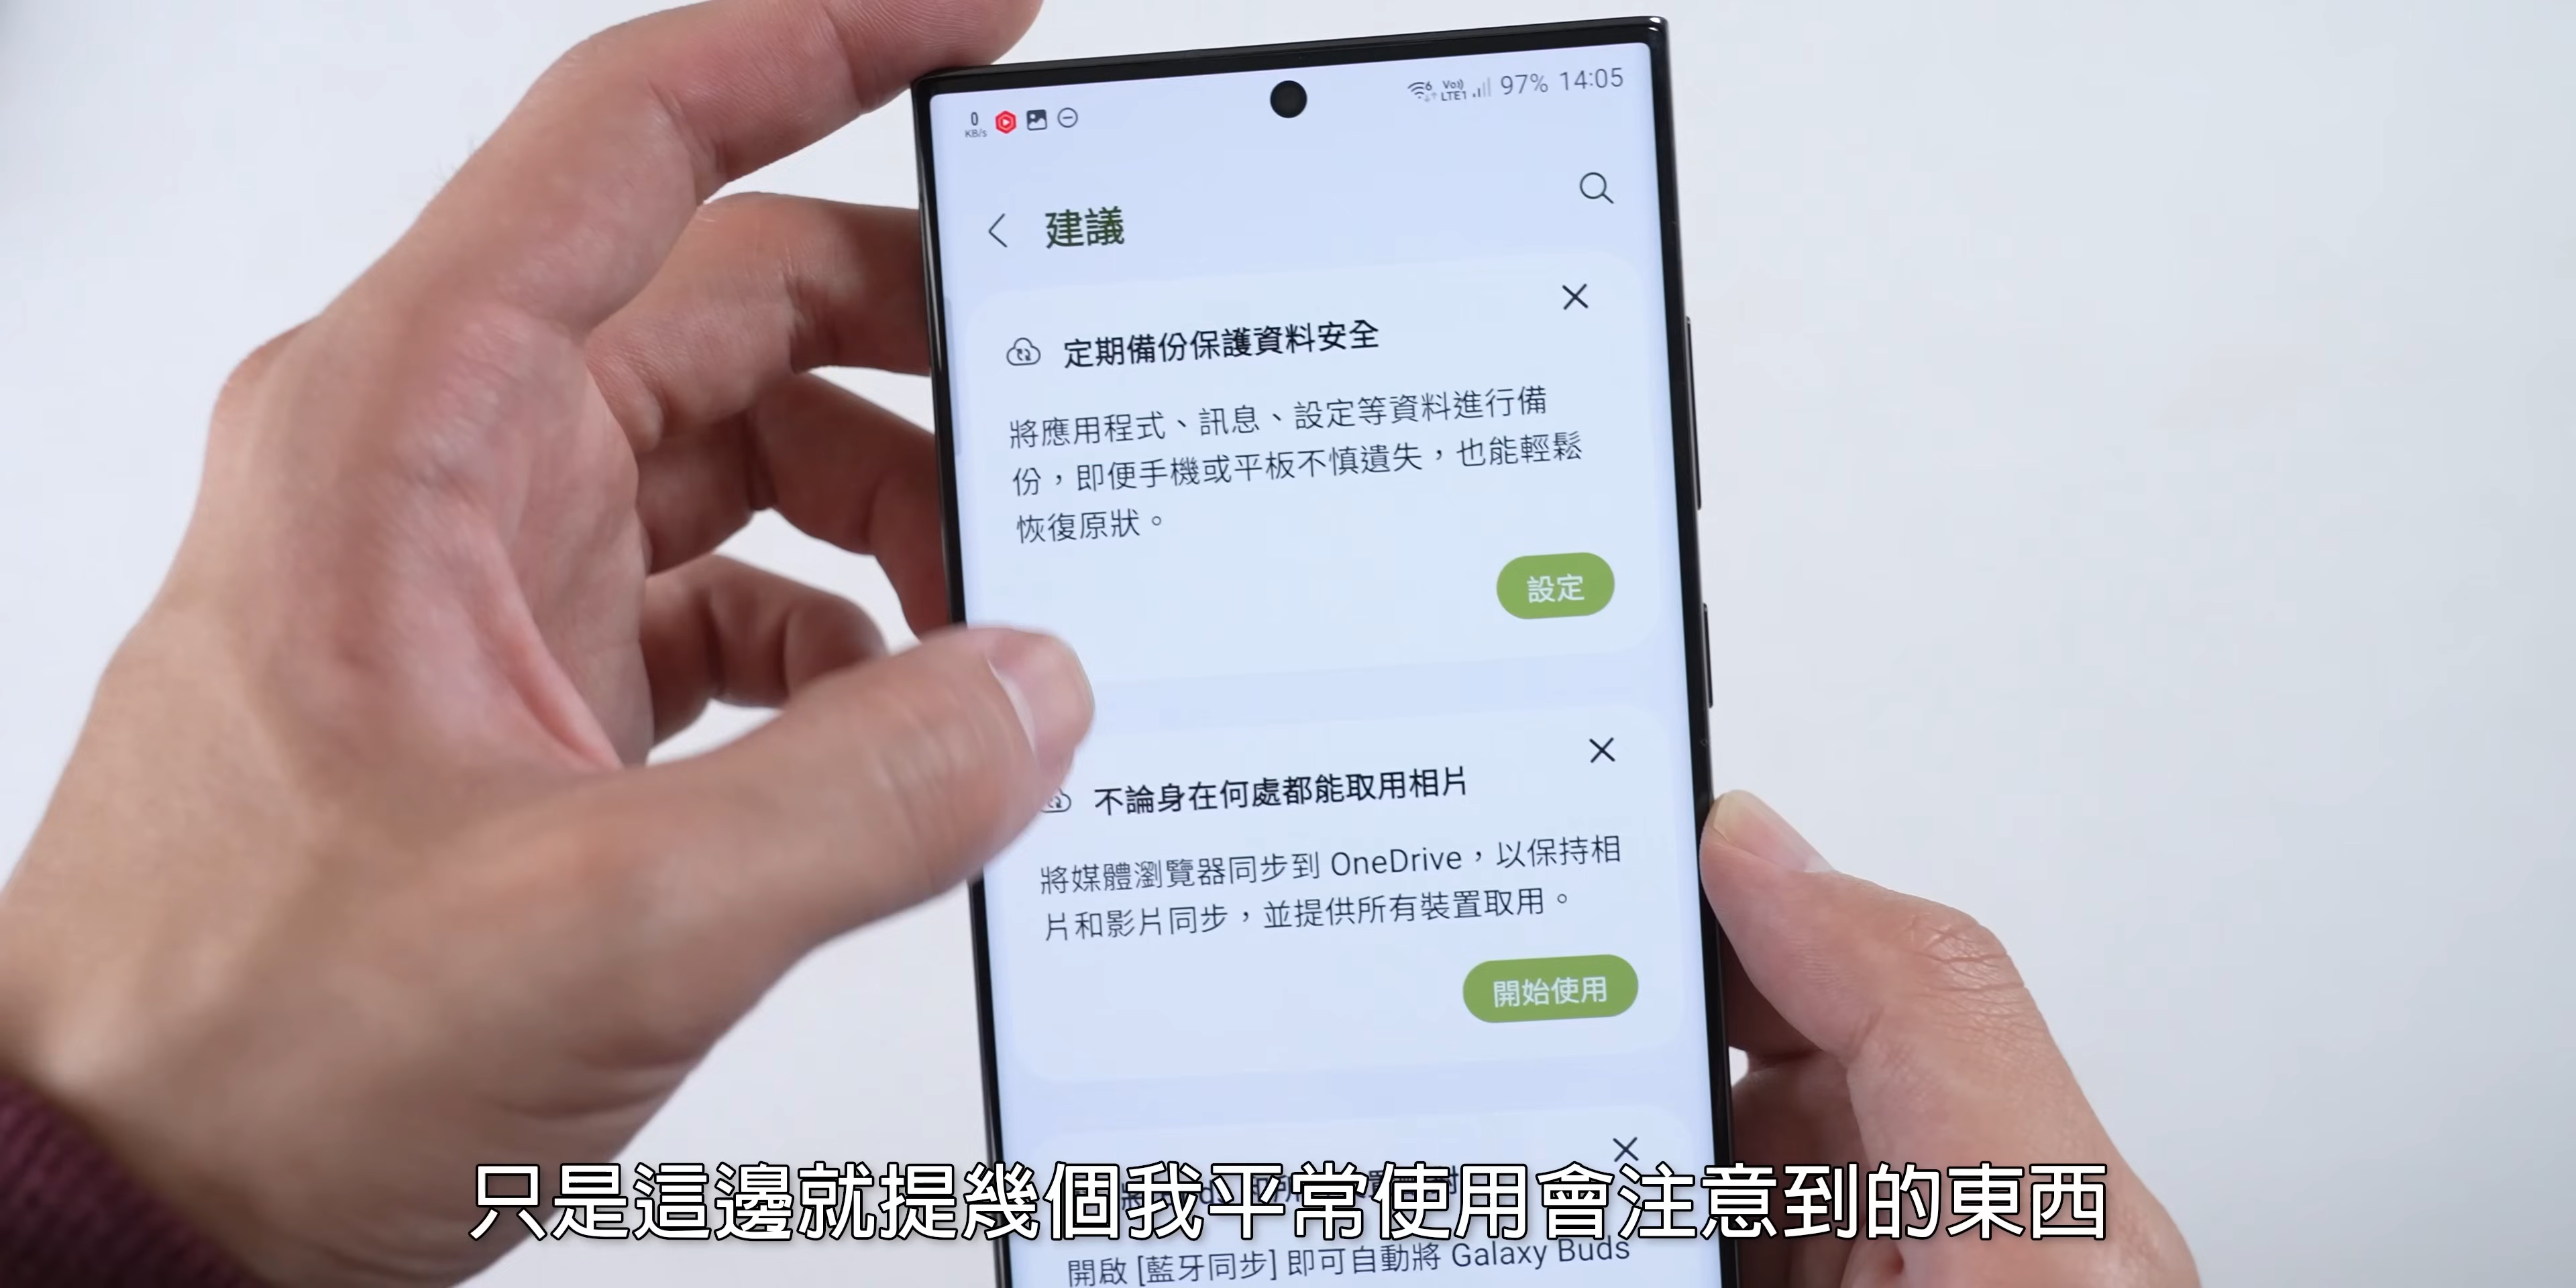 0
KB/s
Vo))
LTE1
97% 14:05
建議
定期備份保護資料安全
將應用程式、訊息、設定等資料進行備
份，即便手機或平板不慎遺失，也能輕鬆
恢復原狀。
設定
不論身在何處都能取用相片
將媒體瀏覽器同步到 OneDrive，以保持相
片和影片同步，並提供所有裝置取用。
開始使用
只是這邊就提幾個我平常使用會注意到的東西
開啟 [藍牙同步] 即可自動將 Galaxy Buds